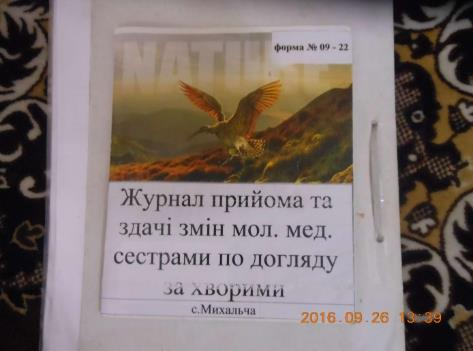 форма № 09 - 22
NATURE
Журнал прийома та
здачі змін мол. мед.
сестрами по догляду
за хворими
с.Михальча
2016.09.26 13:39